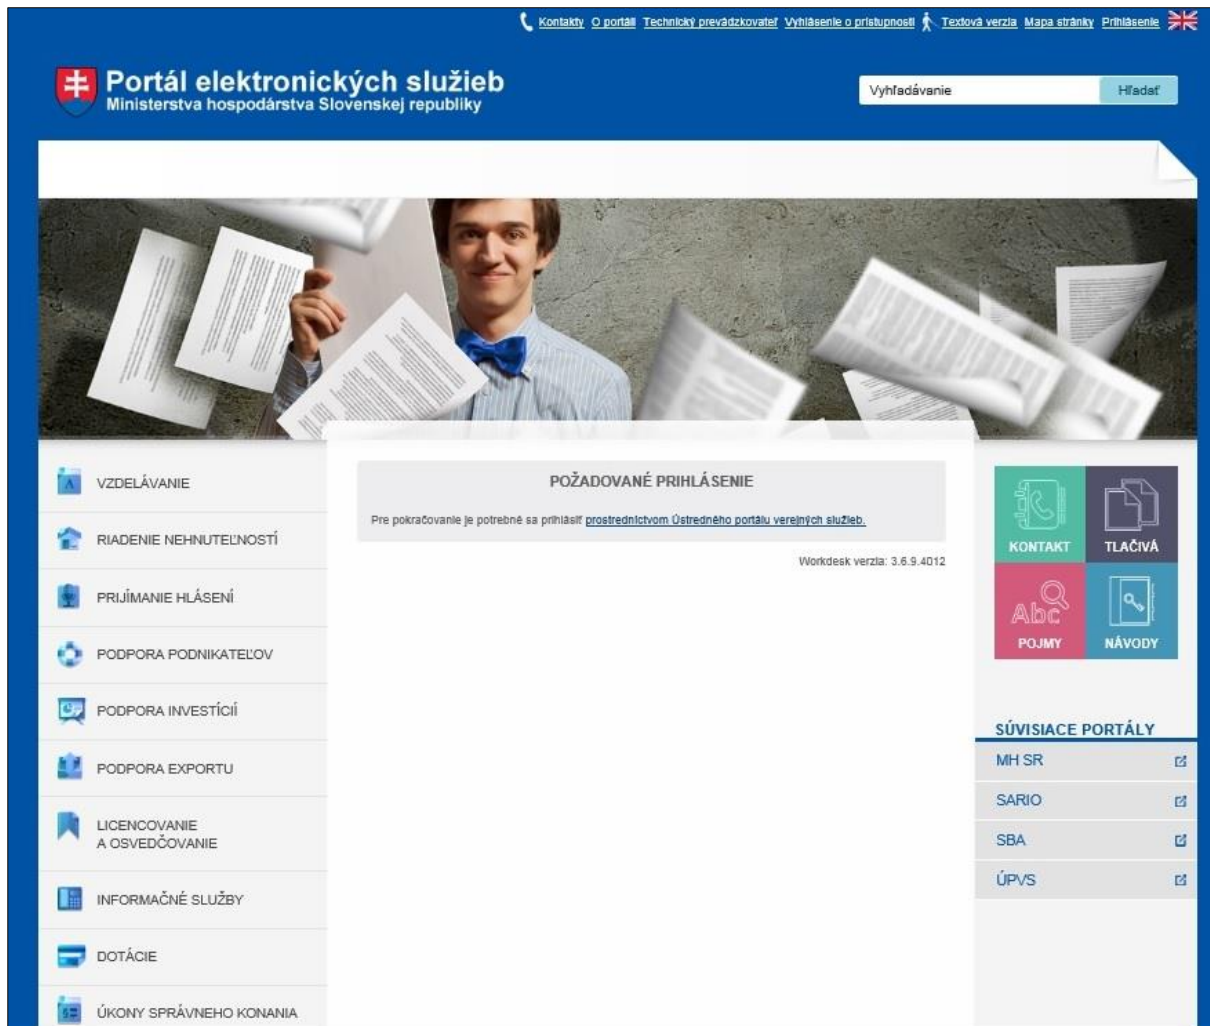 Kontakty O portáli Technický prevádzkovateľ Vyhlásenie o prístupnosti Textová verzia Mapa stránky Prihlásenie
Portál elektronických služieb
Ministerstva hospodárstva Slovenskej republiky
Vyhľadávanie
Hľadať
VZDELÁVANIE
RIADENIE NEHNUTEĽNOSTÍ
PRIJÍMANIE HLÁSENÍ
PODPORA PODNIKATEĽOV
PODPORA INVESTÍCIÍ
PODPORA EXPORTU
LICENCOVANIE
A OSVEDČOVANIE
INFORMAČNÉ SLUŽBY
DOTÁCIE
ÚKONY SPRÁVNEHO KONANIA
POŽADOVANÉ PRIHLÁSENIE
Pre pokračovanie je potrebné sa prihlásiť prostredníctvom Ústredného portálu verejných služieb.
Workdesk verzia: 3.6.9.4012
KONTAKT
TLAČIVÁ
Abc
POJMY
NÁVODY
SÚVISIACE PORTÁLY
MH SR
SARIO
SBA
ÚPVS